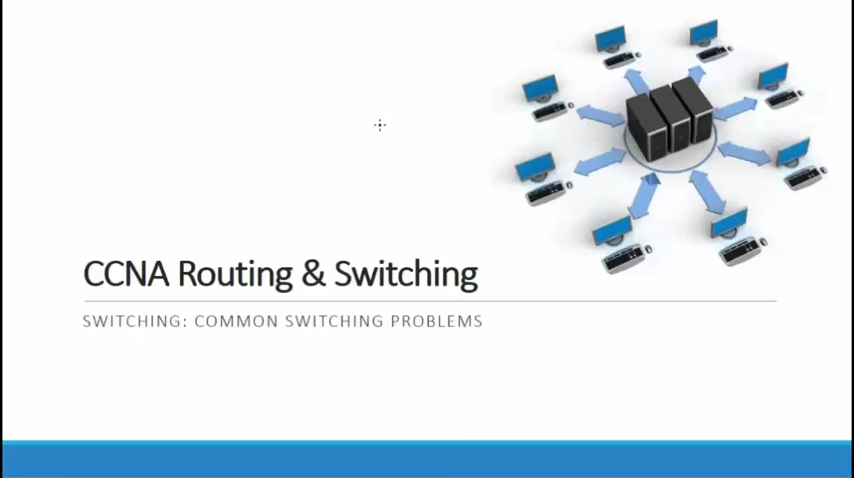 CCNA Routing & Switching
SWITCHING: COMMON SWITCHING PROBLEMS